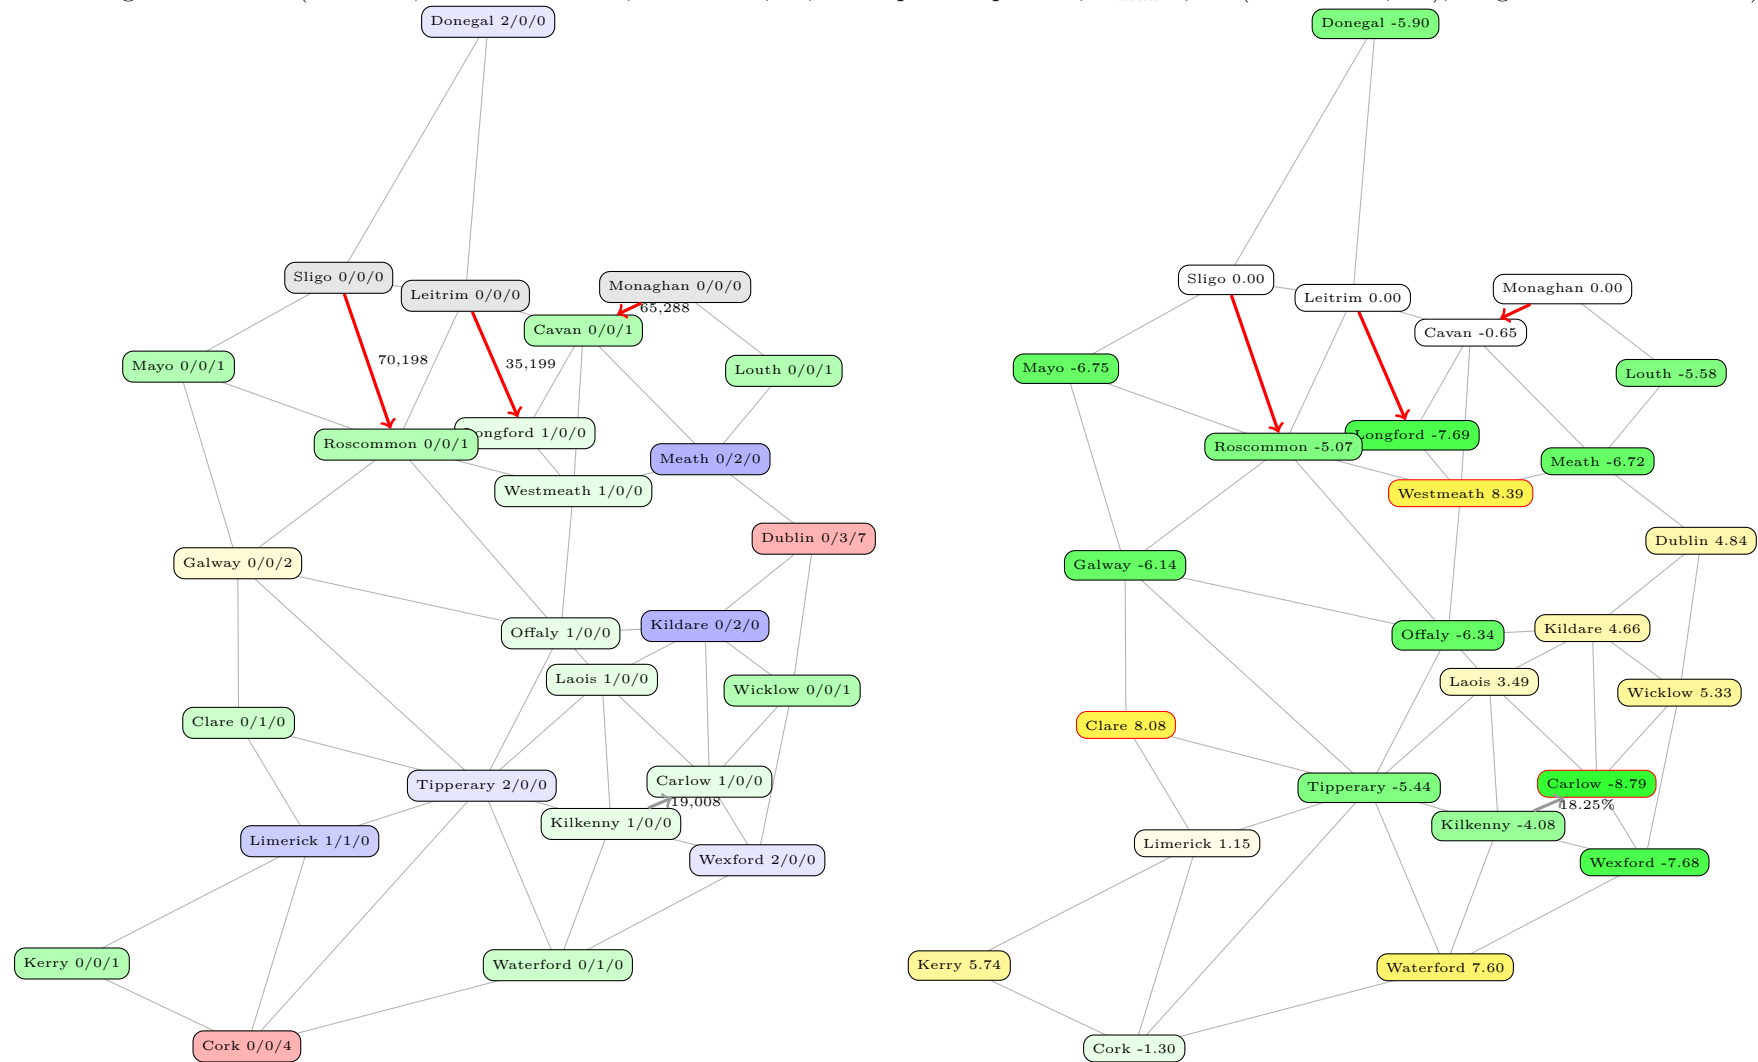 Donegal 2/0/0
Sligo 0/0/0
Leitrim 0/0/0
Monaghan 0/0/0
65,288
Cavan 0/0/1
Mayo 0/0/1
70,198
35,199
Louth 0/0/1
Roscommon 0/0/1
ongford 1/0/0
Meath 0/2/0
Westmeath 1/0/0
Dublin 0/3/7
Galway 0/0/2
Offaly 1/0/0
Kildare 0/2/0
Laois 1/0/0
Wicklow 0/0/1
Clare 0/1/0
Tipperary 2/0/0
Carlow 1/0/0
19,008
Kilkenny 1/0/0
Limerick 1/1/0
Wexford 2/0/0
Kerry 0/0/1
Waterford 0/1/0
Cork 0/0/4
Donegal -5.90
Sligo 0.00
Leitrim 0.00
Monaghan 0.00
Cavan -0.65
Mayo -6.75
Louth -5.58
Roscommon -5.07
Longford -7.69
Meath -6.72
Westmeath 8.39
Dublin 4.84
Galway -6.14
Offaly -6.34
Kildare 4.66
Laois 3.49
Wicklow 5.33
Clare 8.08
Tipperary -5.44
Carlow -8.79
18.25%
Kilkenny -4.08
Limerick 1.15
Wexford -7.68
Kerry 5.74
Waterford 7.60
Cork -1.30